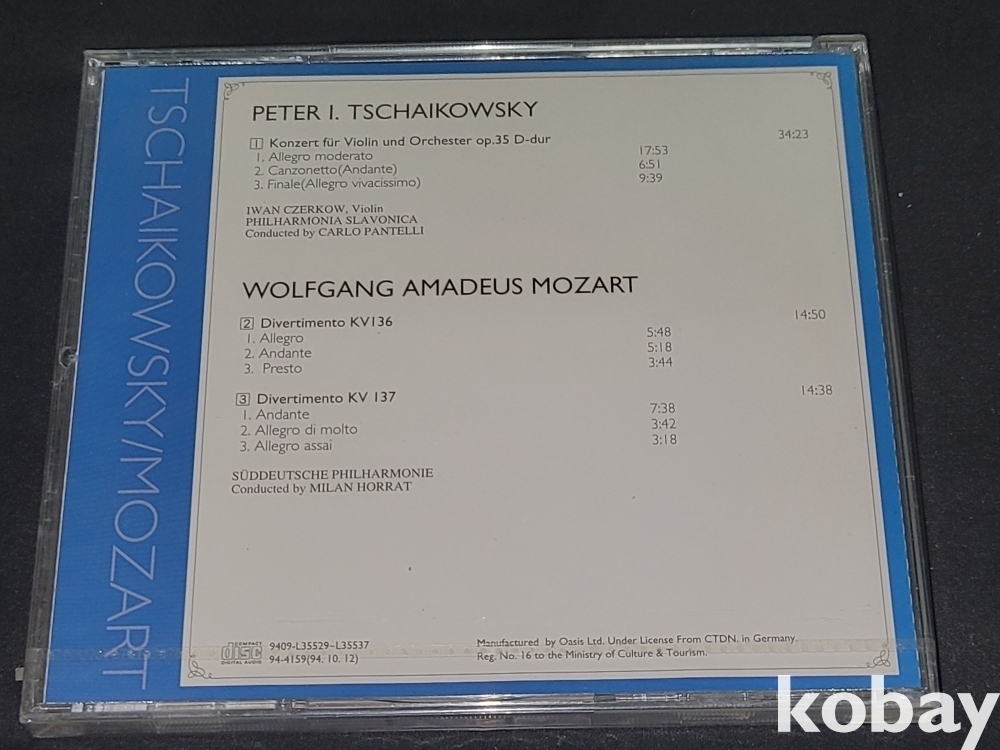 TSCHAIKOWSKY/MOZART
PETER I. TSCHAIKOWSKY
1 Konzert für Violin und Orchester op.35 D-dur 34:23
1. Allegro moderato 17:53
2. Canzonetto(Andante) 6:51
3. Finale(Allegro vivacissimo) 9:39
IWAN CZERKOW, Violin
PHILHARMONIA SLAVONICA
Conducted by CARLO PANTELLI
WOLFGANG AMADEUS MOZART
2 Divertimento KV136 14:50
1. Allegro 5:48
2. Andante 5:18
3. Presto 3:44
3 Divertimento KV 137 14:38
1. Andante 7:38
2. Allegro di molto 3:42
3. Allegro assai 3:18
SÜDDEUTSCHE PHILHARMONIE
Conducted by MILAN HORRAT
COMPACT
disc
DIGITAL AUDIO
9409-L35529~L35537
94-4159(94. 10. 12)
Manufactured by Oasis Ltd. Under License From CTDN. in Germany.
Reg. No. 16 to the Ministry of Culture & Tourism.
kobay